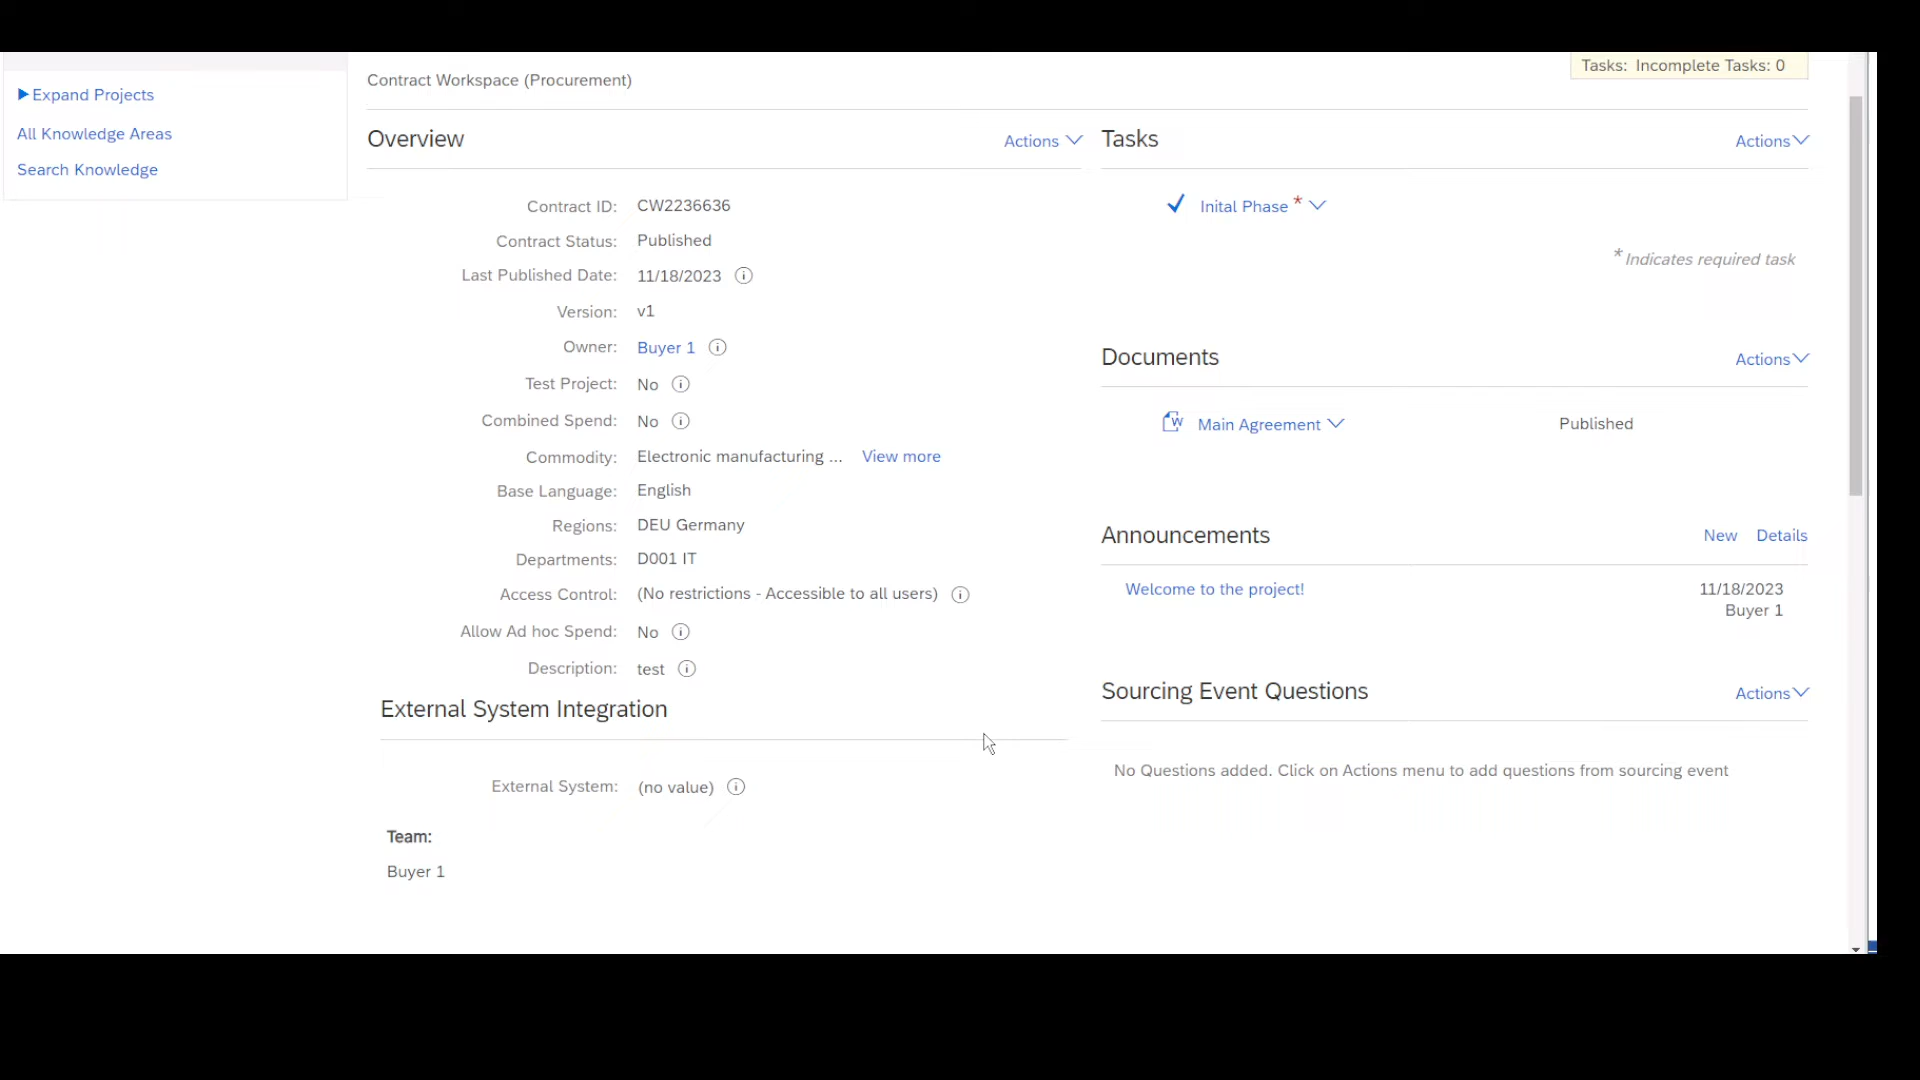 Expand Projects
All Knowledge Areas
Search Knowledge
Contract Workspace (Procurement)
Tasks: Incomplete Tasks: 0
Overview
Actions
Contract ID: CW2236636
Contract Status: Published
Last Published Date: 11/18/2023
Version: v1
Owner: Buyer 1
Test Project: No
Combined Spend: No
Commodity: Electronic manufacturing ... View more
Base Language: English
Regions: DEU Germany
Departments: D001 IT
Access Control: (No restrictions - Accessible to all users)
Allow Ad hoc Spend: No
Description: test
External System Integration
External System: (no value)
Team:
Buyer 1
Tasks
Actions
Inital Phase *
* Indicates required task
Documents
Actions
Main Agreement Published
Announcements
New Details
Welcome to the project! 11/18/2023
Buyer 1
Sourcing Event Questions
Actions
No Questions added. Click on Actions menu to add questions from sourcing event